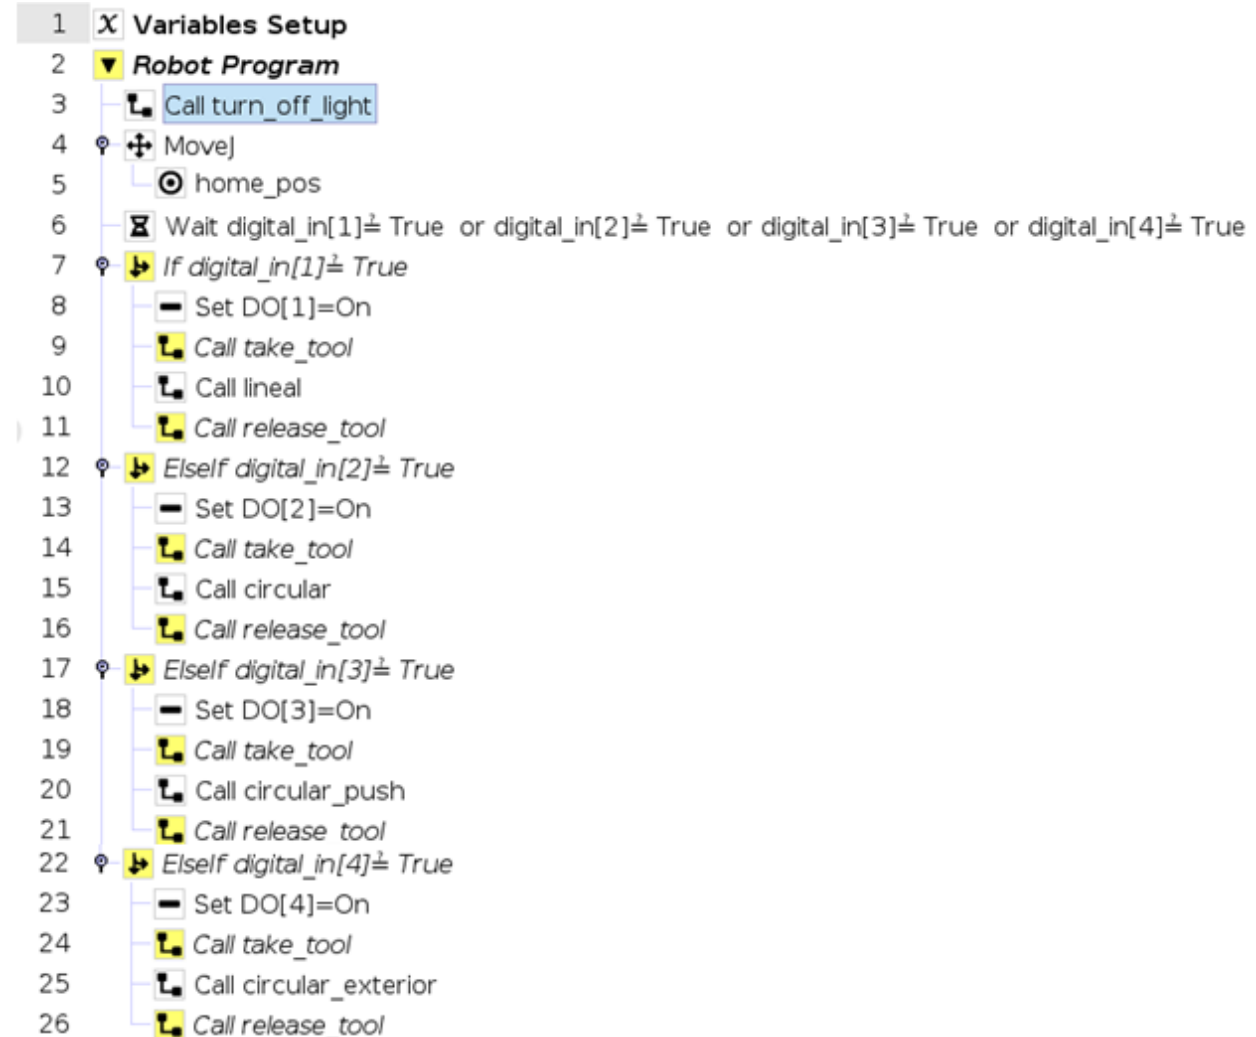 1 X Variables Setup
2 Robot Program
3 Call turn_off_light
4 MoveJ
5 home_pos
6 Wait digital_in[1]≟ True or digital_in[2]≟ True or digital_in[3]≟ True or digital_in[4]≟ True
7 If digital_in[1]≟ True
8 Set DO[1]=On
9 Call take_tool
10 Call lineal
11 Call release_tool
12 ElseIf digital_in[2]≟ True
13 Set DO[2]=On
14 Call take_tool
15 Call circular
16 Call release_tool
17 ElseIf digital_in[3]≟ True
18 Set DO[3]=On
19 Call take_tool
20 Call circular_push
21 Call release_tool
22 ElseIf digital_in[4]≟ True
23 Set DO[4]=On
24 Call take_tool
25 Call circular_exterior
26 Call release_tool